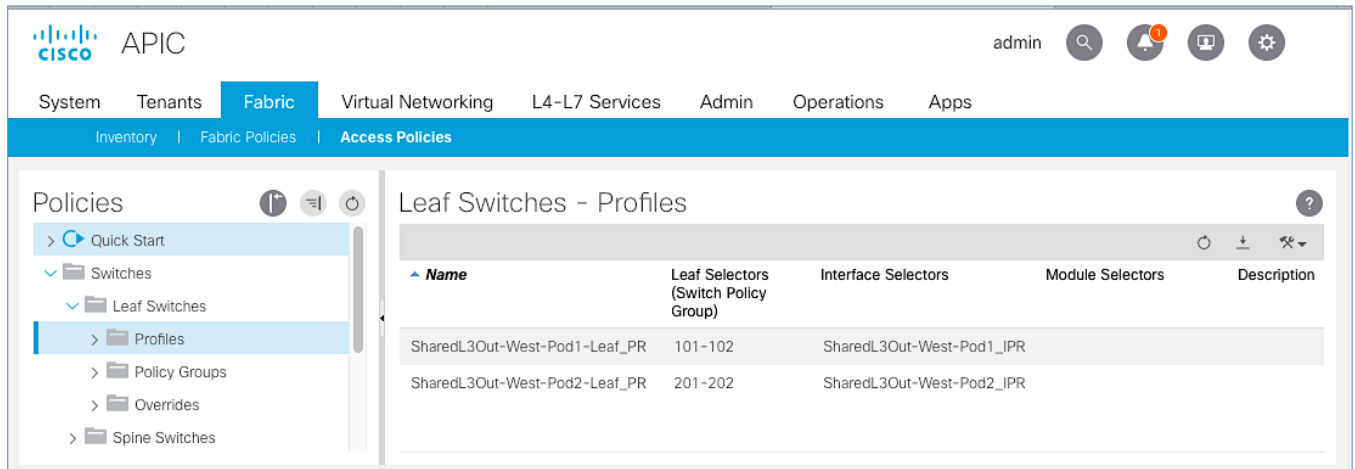 cisco APIC admin 1
System Tenants Fabric Virtual Networking L4-L7 Services Admin Operations Apps
Inventory | Fabric Policies | Access Policies
Policies
Quick Start
Switches
Leaf Switches
Profiles
Policy Groups
Overrides
Spine Switches
Leaf Switches - Profiles ?
Name Leaf Selectors (Switch Policy Group) Interface Selectors Module Selectors Description
SharedL3Out-West-Pod1-Leaf_PR 101-102 SharedL3Out-West-Pod1_IPR
SharedL3Out-West-Pod2-Leaf_PR 201-202 SharedL3Out-West-Pod2_IPR